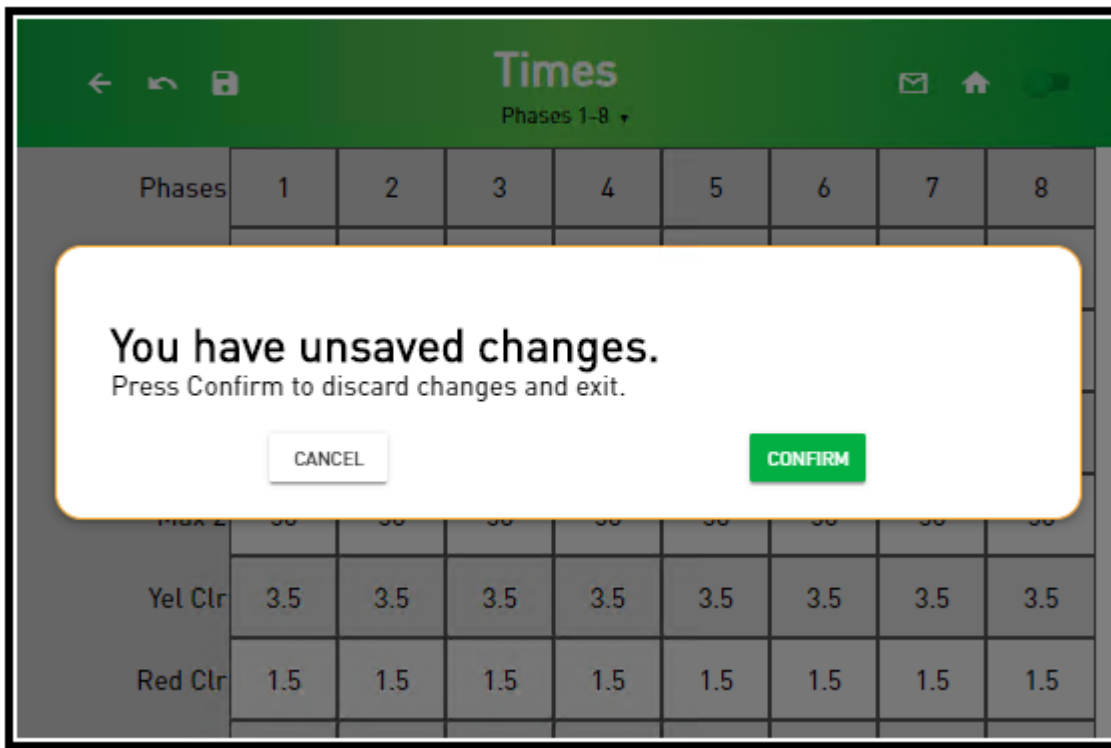 Times
Phases 1-8
Phases 1 2 3 4 5 6 7 8
You have unsaved changes.
Press Confirm to discard changes and exit.
CANCEL CONFIRM
Yel Clr 3.5 3.5 3.5 3.5 3.5 3.5 3.5 3.5
Red Clr 1.5 1.5 1.5 1.5 1.5 1.5 1.5 1.5